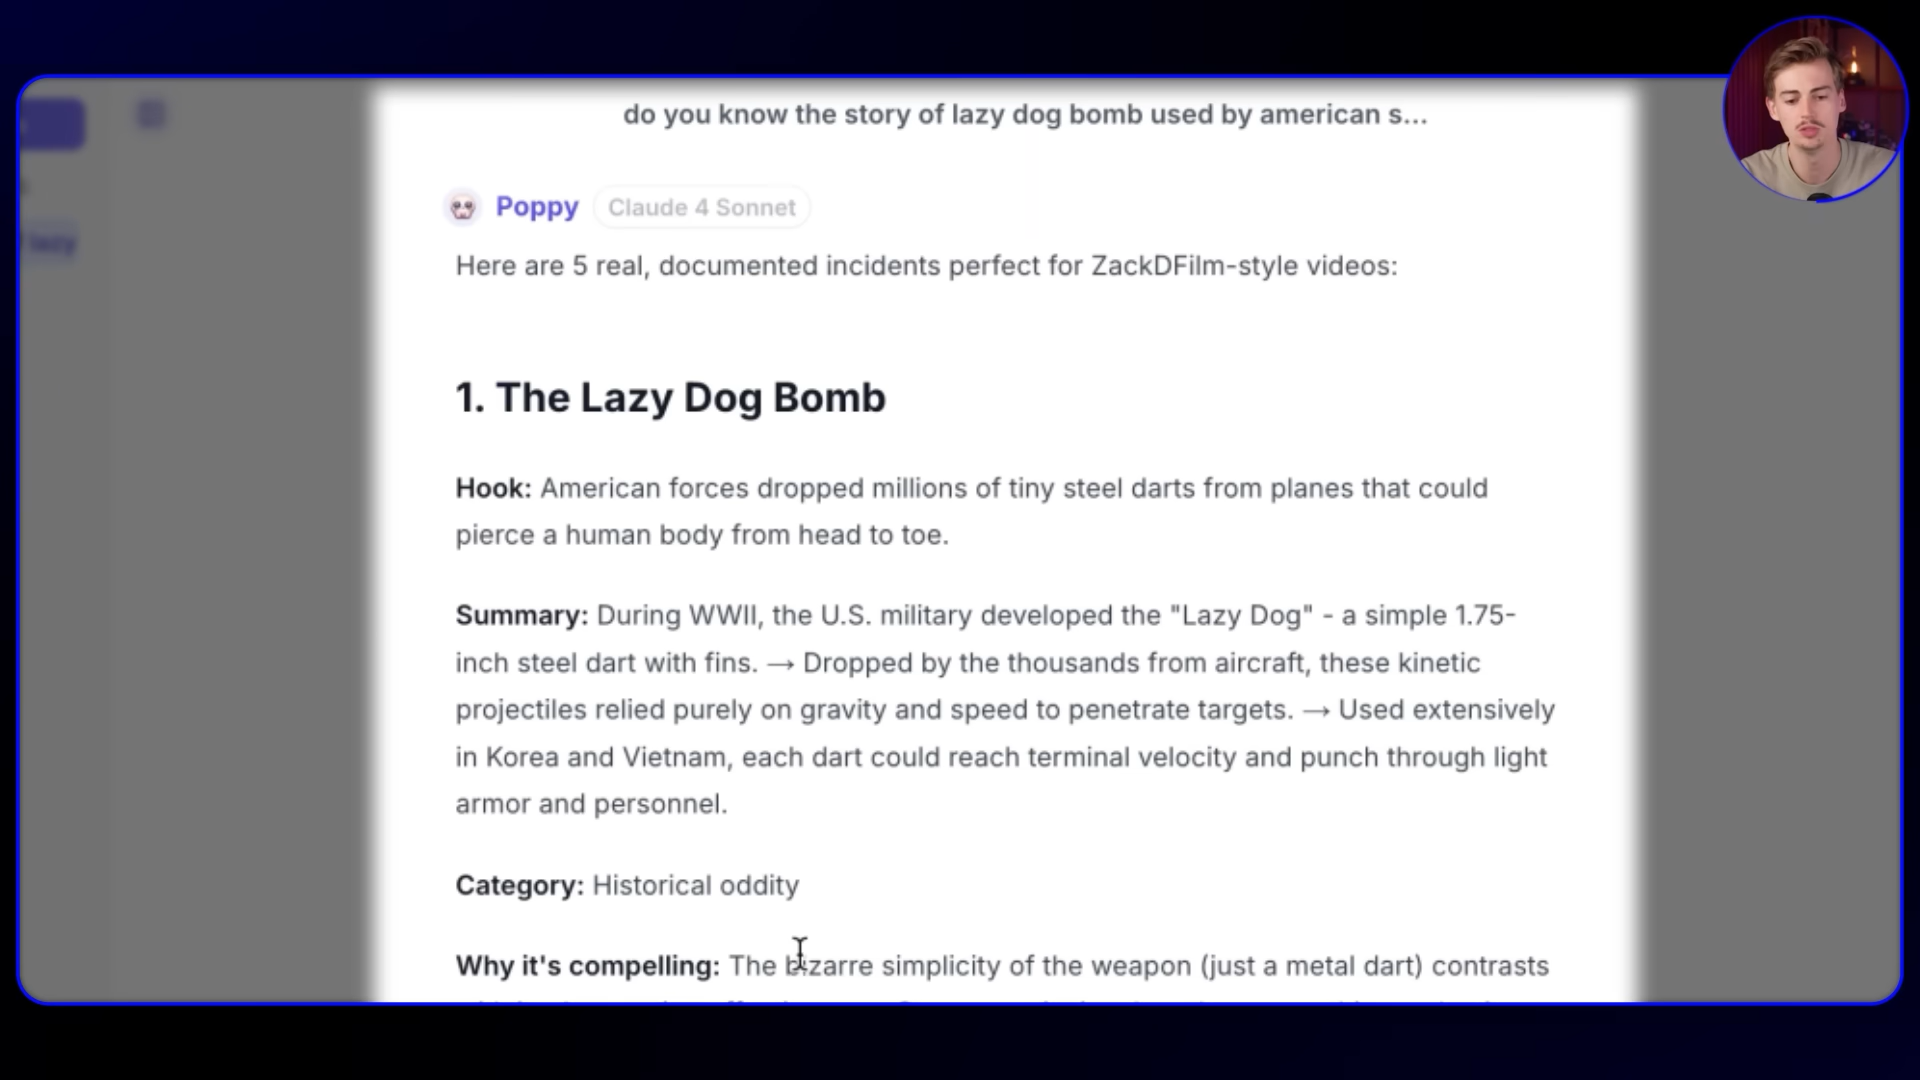 do you know the story of lazy dog bomb used by american s...
lazy
Poppy Claude 4 Sonnet
Here are 5 real, documented incidents perfect for ZackDFilm-style videos:
1. The Lazy Dog Bomb
Hook: American forces dropped millions of tiny steel darts from planes that could
pierce a human body from head to toe.
Summary: During WWII, the U.S. military developed the "Lazy Dog" - a simple 1.75-
inch steel dart with fins. → Dropped by the thousands from aircraft, these kinetic
projectiles relied purely on gravity and speed to penetrate targets. → Used extensively
in Korea and Vietnam, each dart could reach terminal velocity and punch through light
armor and personnel.
Category: Historical oddity
Why it's compelling: The bizarre simplicity of the weapon (just a metal dart) contrasts